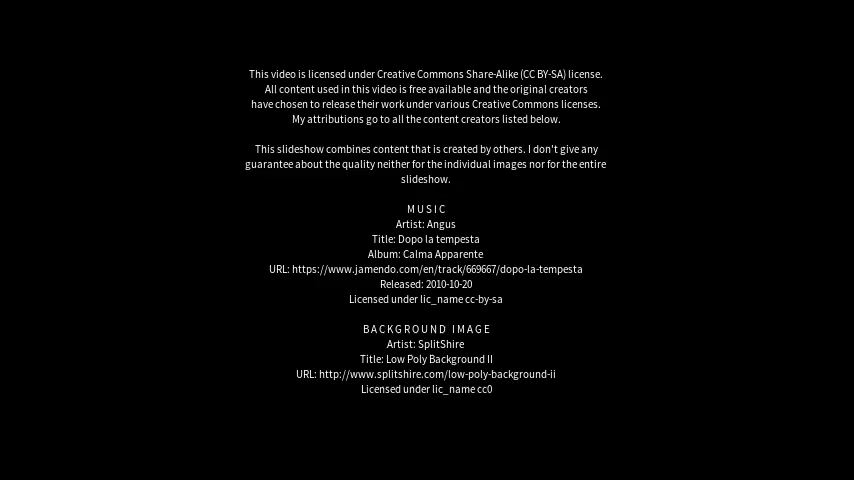 This video is licensed under Creative Commons Share-Alike (CC BY-SA) license.
All content used in this video is free available and the original creators
have chosen to release their work under various Creative Commons licenses.
My attributions go to all the content creators listed below.
This slideshow combines content that is created by others. I don't give any
guarantee about the quality neither for the individual images nor for the entire
slideshow.
MUSIC
Artist: Angus
Title: Dopo la tempesta
Album: Calma Apparente
URL: https://www.jamendo.com/en/track/669667/dopo-la-tempesta
Released: 2010-10-20
Licensed under lic_name cc-by-sa
BACKGROUND IMAGE
Artist: SplitShire
Title: Low Poly Background II
URL: http://www.splitshire.com/low-poly-background-ii
Licensed under lic_name cc0